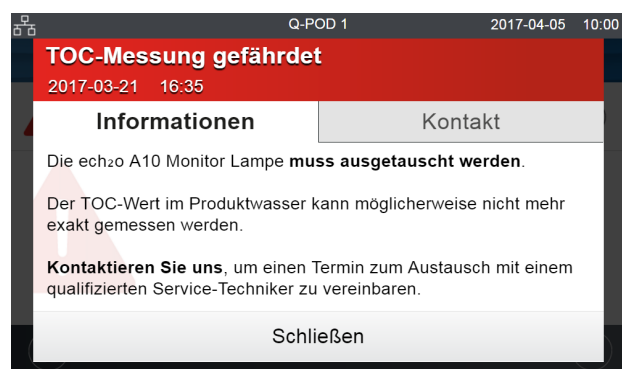 Q-POD 1 2017-04-05 10:00
TOC-Messung gefährdet
2017-03-21 16:35
Informationen Kontakt
Die ech₂o A10 Monitor Lampe muss ausgetauscht werden.
Der TOC-Wert im Produktwasser kann möglicherweise nicht mehr
exakt gemessen werden.
Kontaktieren Sie uns, um einen Termin zum Austausch mit einem
qualifizierten Service-Techniker zu vereinbaren.
Schließen